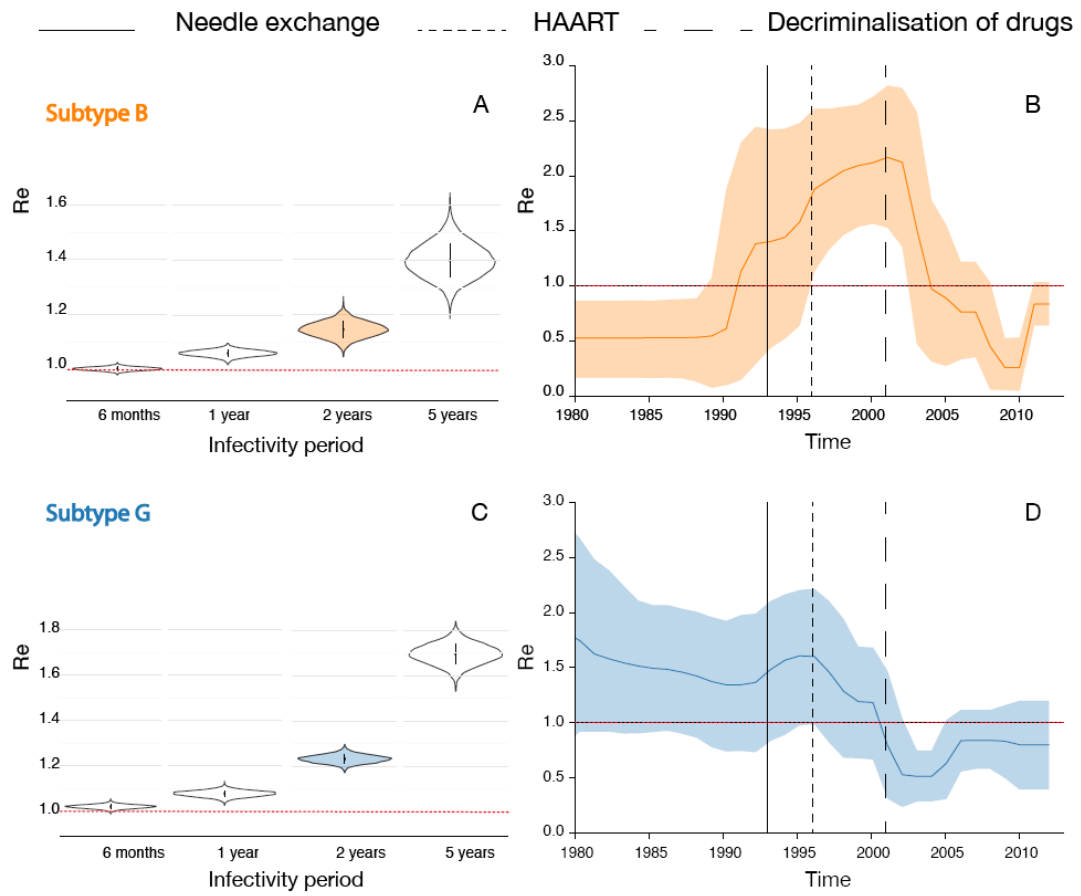 Needle exchange HAART Decriminalisation of drugs
Subtype B
A
Re
1.6
1.4
1.2
1.0
6 months 1 year 2 years 5 years
Infectivity period
B
Re
3.0
2.5
2.0
1.5
1.0
0.5
0.0
1980 1985 1990 1995 2000 2005 2010
Time
Subtype G
C
Re
1.8
1.6
1.4
1.2
1.0
6 months 1 year 2 years 5 years
Infectivity period
D
Re
3.0
2.5
2.0
1.5
1.0
0.5
0.0
1980 1985 1990 1995 2000 2005 2010
Time